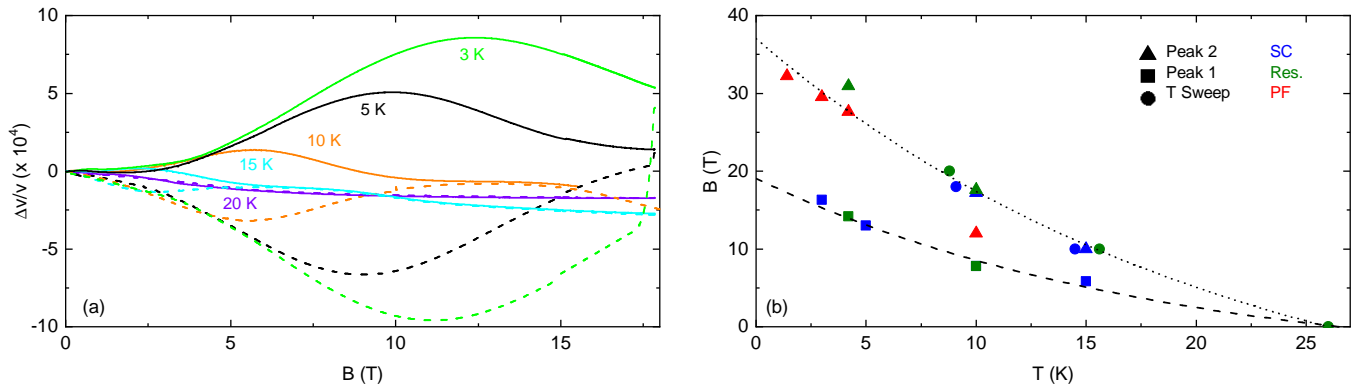 10
5
0
-5
-10
Δv/v (x 10⁴)
3 K
5 K
10 K
15 K
20 K
(a)
0 5 10 15
B (T)
40
30
20
10
0
B (T)
Peak 2 SC
Peak 1 Res.
T Sweep PF
(b)
0 5 10 15 20 25
T (K)